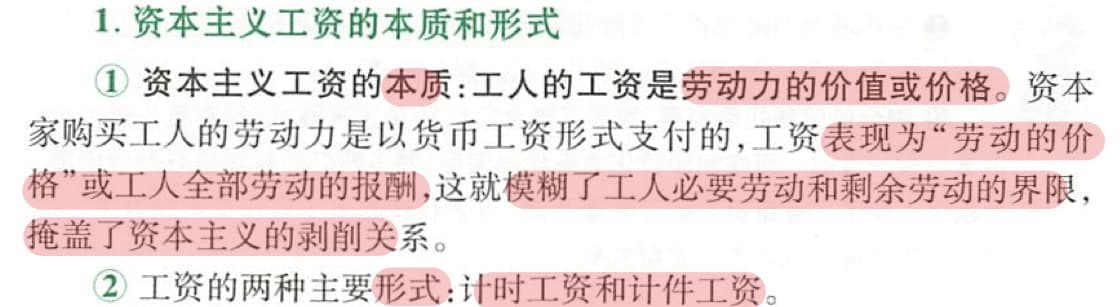 1. 资本主义工资的本质和形式
① 资本主义工资的本质:工人的工资是劳动力的价值或价格。资本
家购买工人的劳动力是以货币工资形式支付的,工资表现为“劳动的价
格”或工人全部劳动的报酬,这就模糊了工人必要劳动和剩余劳动的界限,
掩盖了资本主义的剥削关系。
② 工资的两种主要形式:计时工资和计件工资。